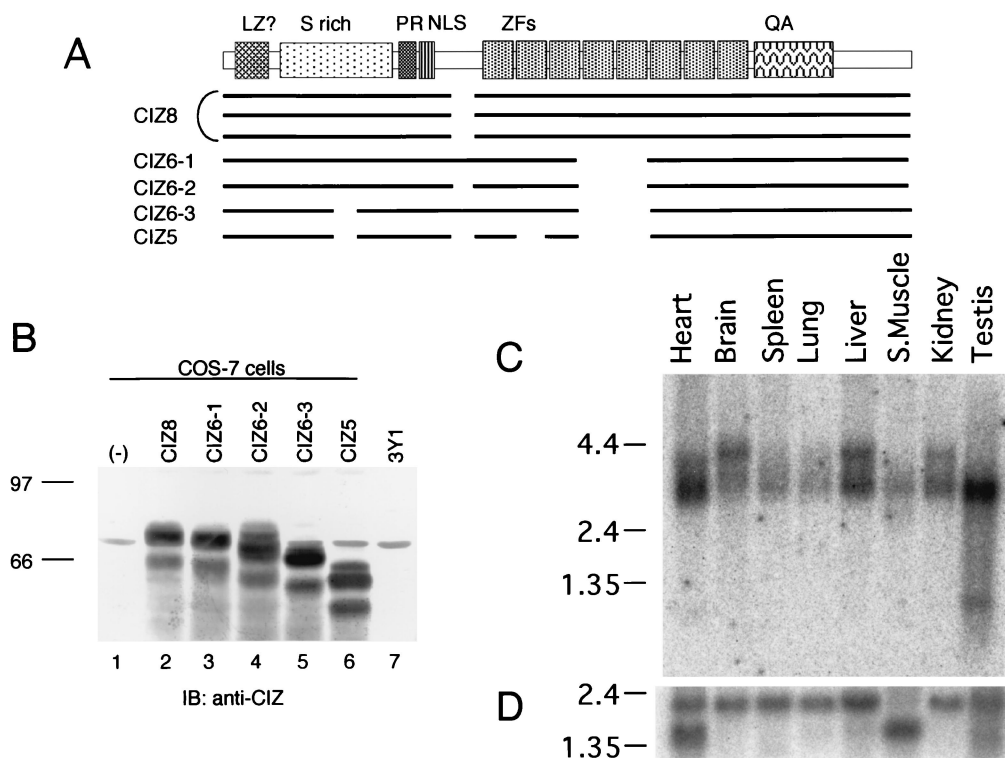 A
LZ? S rich PR NLS ZFs QA
CIZ8
CIZ6-1
CIZ6-2
CIZ6-3
CIZ5
B
COS-7 cells
(-) CIZ8 CIZ6-1 CIZ6-2 CIZ6-3 CIZ5 3Y1
97
66
1 2 3 4 5 6 7
IB: anti-CIZ
C
Heart Brain Spleen Lung Liver S.Muscle Kidney Testis
4.4
2.4
1.35
D
2.4
1.35